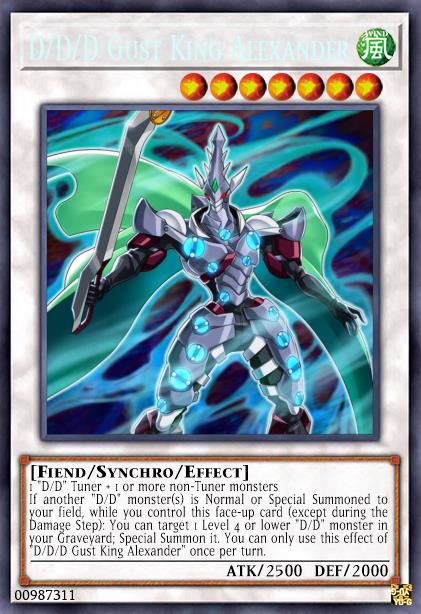 D/D/D Gust King Alexander
WIND
風
[Fiend/Synchro/Effect]
1 "D/D" Tuner + 1 or more non-Tuner monsters
If another "D/D" monster(s) is Normal or Special Summoned to
your field, while you control this face-up card (except during the
Damage Step): You can target 1 Level 4 or lower "D/D" monster in
your Graveyard; Special Summon it. You can only use this effect of
"D/D/D Gust King Alexander" once per turn.
ATK/2500 DEF/2000
00987311